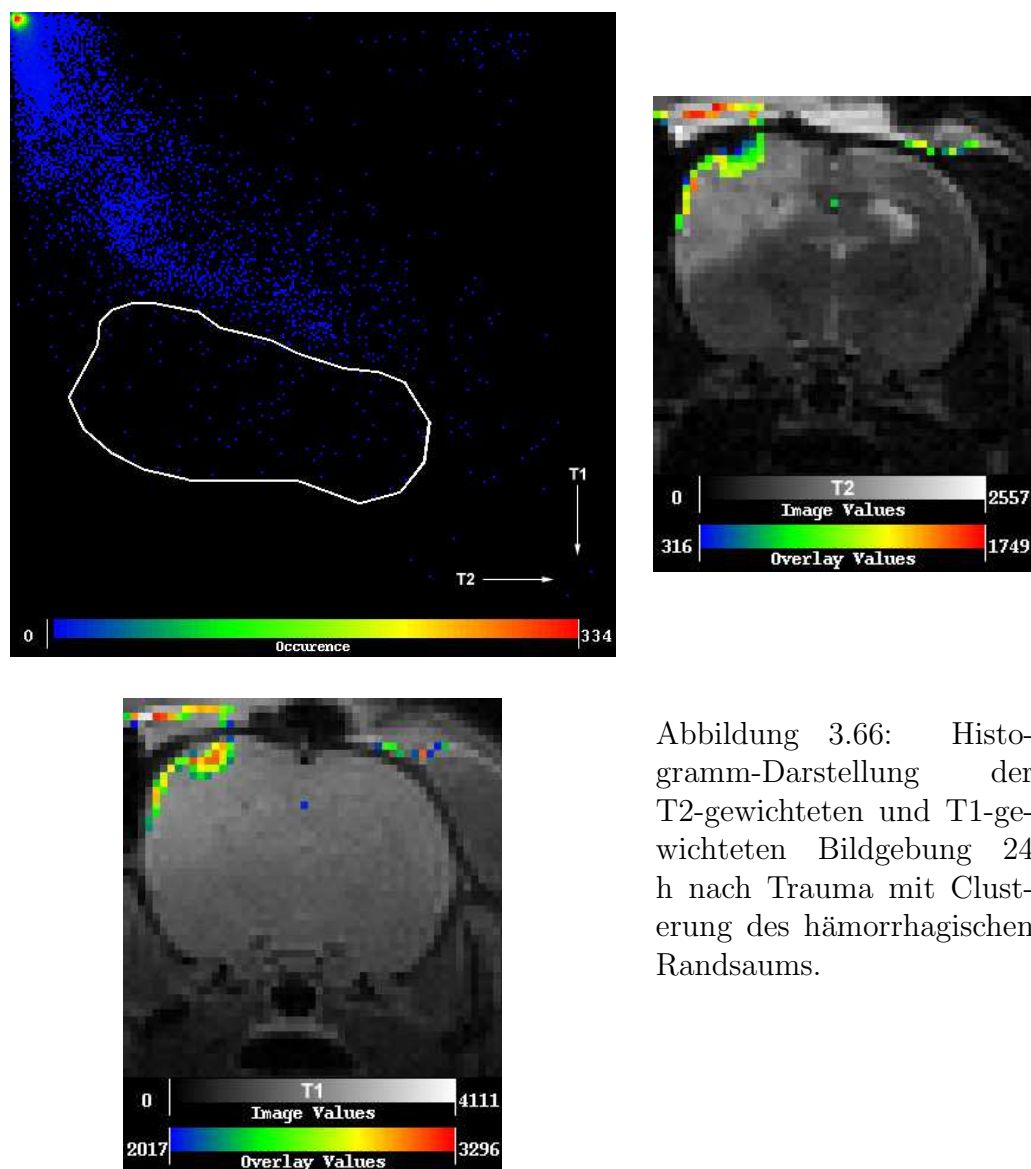 T1
T2
0
334
Occurence
T2
0
2557
Image Values
316
1749
Overlay Values
T1
0
4111
Image Values
2017
3296
Overlay Values
Abbildung 3.66: Histo-
gramm-Darstellung der
T2-gewichteten und T1-ge-
wichteten Bildgebung 24
h nach Trauma mit Clust-
erung des hämorrhagischen
Randsaums.